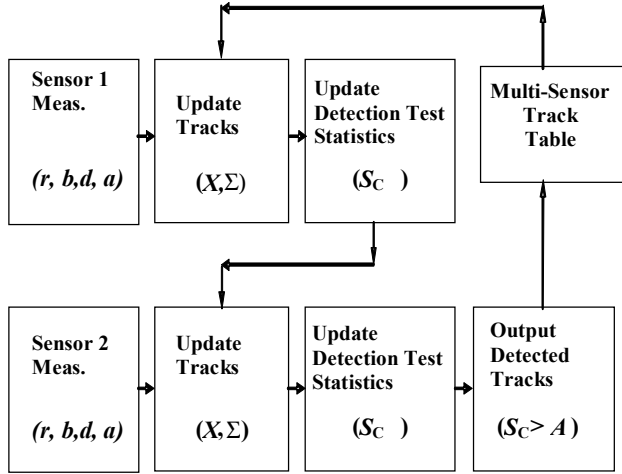 Sensor 1
Meas.
(r, b,d, a)
Update
Tracks
(X,Σ)
Update
Detection Test
Statistics
(SC )
Multi-Sensor
Track
Table
Sensor 2
Meas.
(r, b,d, a)
Update
Tracks
(X,Σ)
Update
Detection Test
Statistics
(SC )
Output
Detected
Tracks
(SC> A )